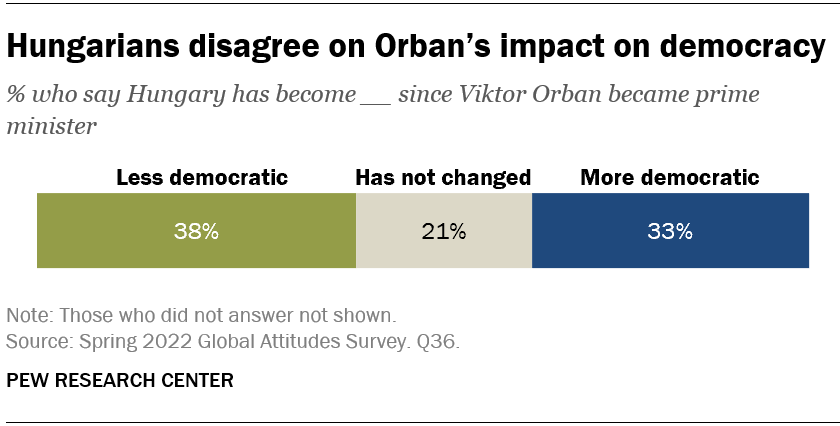 Hungarians disagree on Orban’s impact on democracy
% who say Hungary has become __ since Viktor Orban became prime
minister
Less democratic Has not changed More democratic
38% 21% 33%
Note: Those who did not answer not shown.
Source: Spring 2022 Global Attitudes Survey. Q36.
PEW RESEARCH CENTER